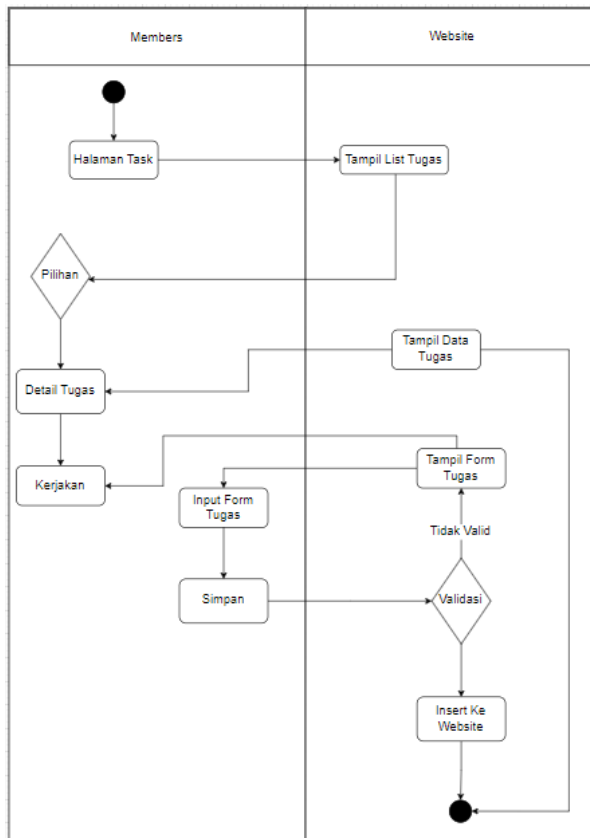 Members
Website
Halaman Task
Tampil List Tugas
Pilihan
Tampil Data
Tugas
Detail Tugas
Tampil Form
Tugas
Kerjakan
Input Form
Tugas
Tidak Valid
Simpan
Validasi
Insert Ke
Website